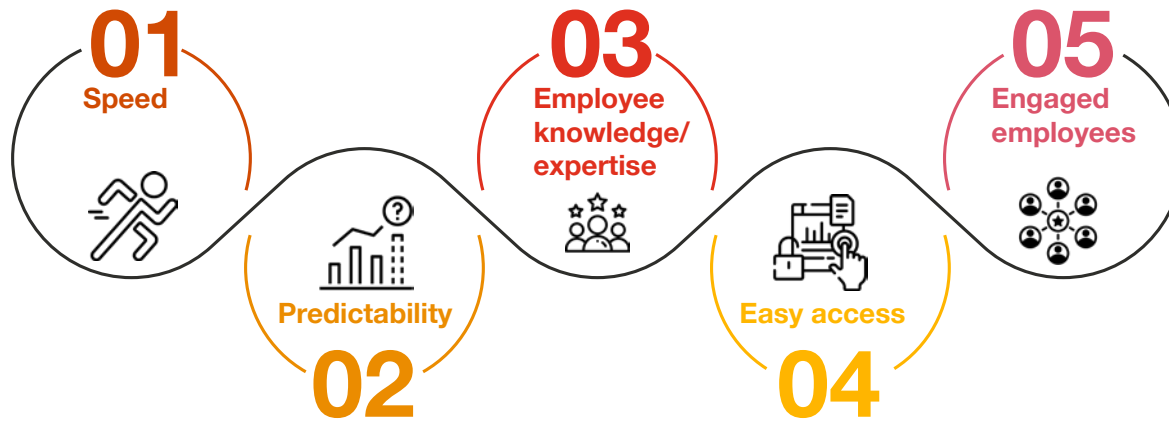 01
Speed
02
Predictability
03
Employee
knowledge/
expertise
04
Easy access
05
Engaged
employees
?